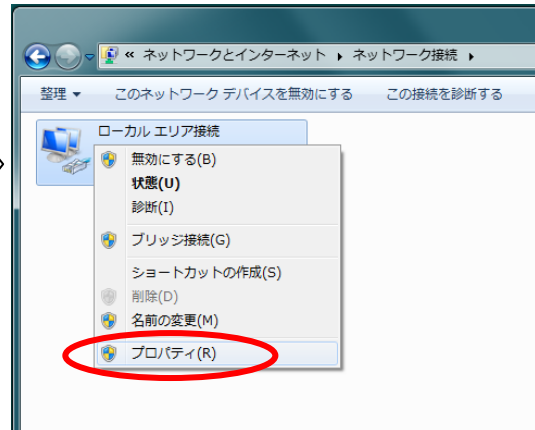 « ネットワークとインターネット ▸ ネットワーク接続 ▸
整理 ▼ このネットワーク デバイスを無効にする この接続を診断する
ローカル エリア接続
無効にする(B)
状態(U)
診断(I)
ブリッジ接続(G)
ショートカットの作成(S)
削除(D)
名前の変更(M)
プロパティ(R)